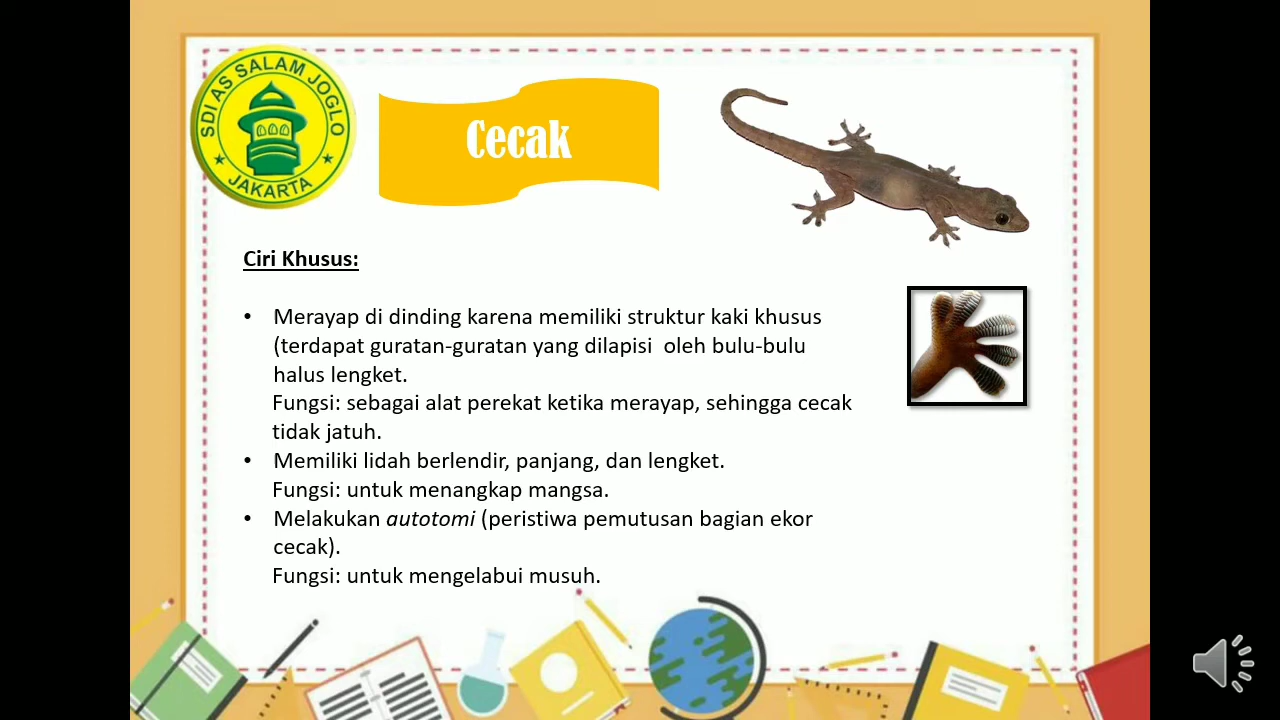 SDI AS SALAM JOGLO
JAKARTA
Cecak
Ciri Khusus:
• Merayap di dinding karena memiliki struktur kaki khusus
(terdapat guratan-guratan yang dilapisi  oleh bulu-bulu
halus lengket.
Fungsi: sebagai alat perekat ketika merayap, sehingga cecak
tidak jatuh.
• Memiliki lidah berlendir, panjang, dan lengket.
Fungsi: untuk menangkap mangsa.
• Melakukan autotomi (peristiwa pemutusan bagian ekor
cecak).
Fungsi: untuk mengelabui musuh.